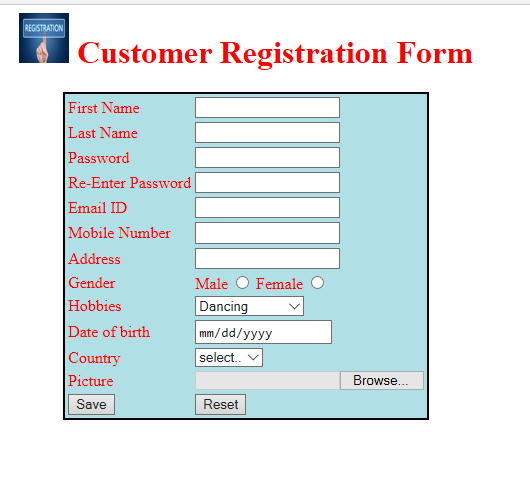 REGISTRATION
Customer Registration Form
First Name
Last Name
Password
Re-Enter Password
Email ID
Mobile Number
Address
Gender Male Female
Hobbies Dancing
Date of birth mm/dd/yyyy
Country select..
Picture Browse...
Save Reset